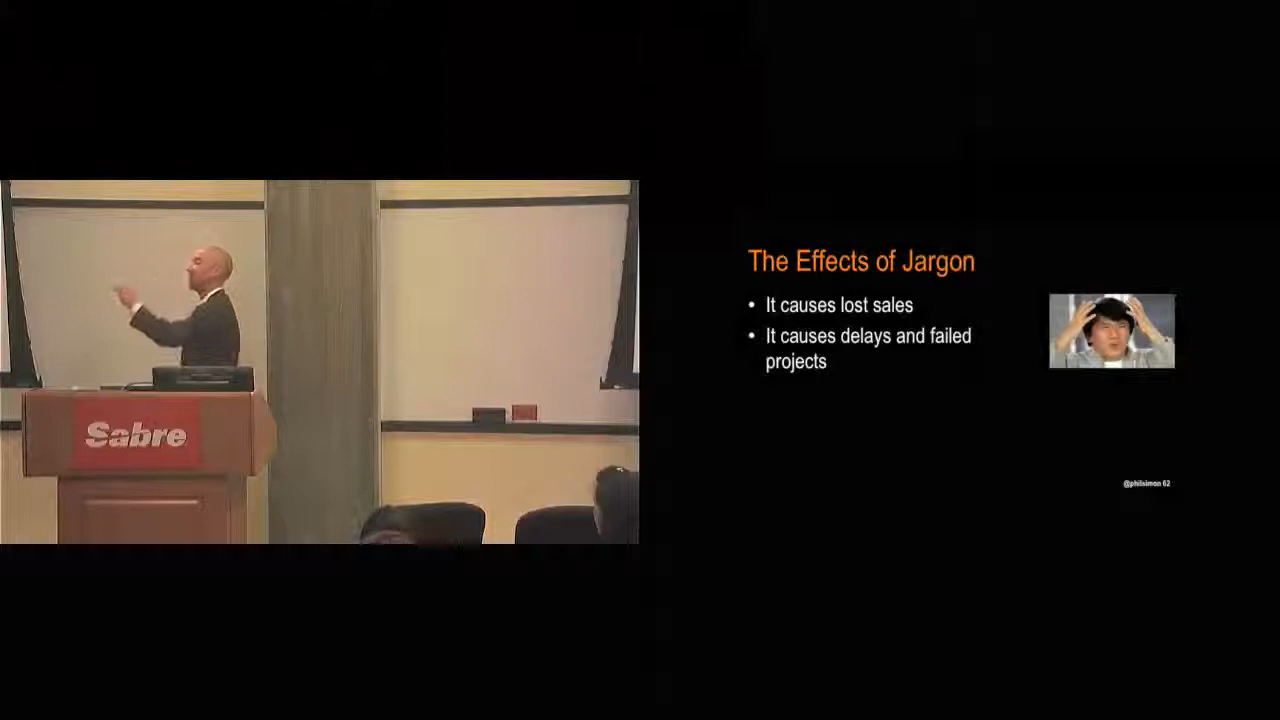 Sabre
The Effects of Jargon
• It causes lost sales
• It causes delays and failed
projects
@philsimon 62